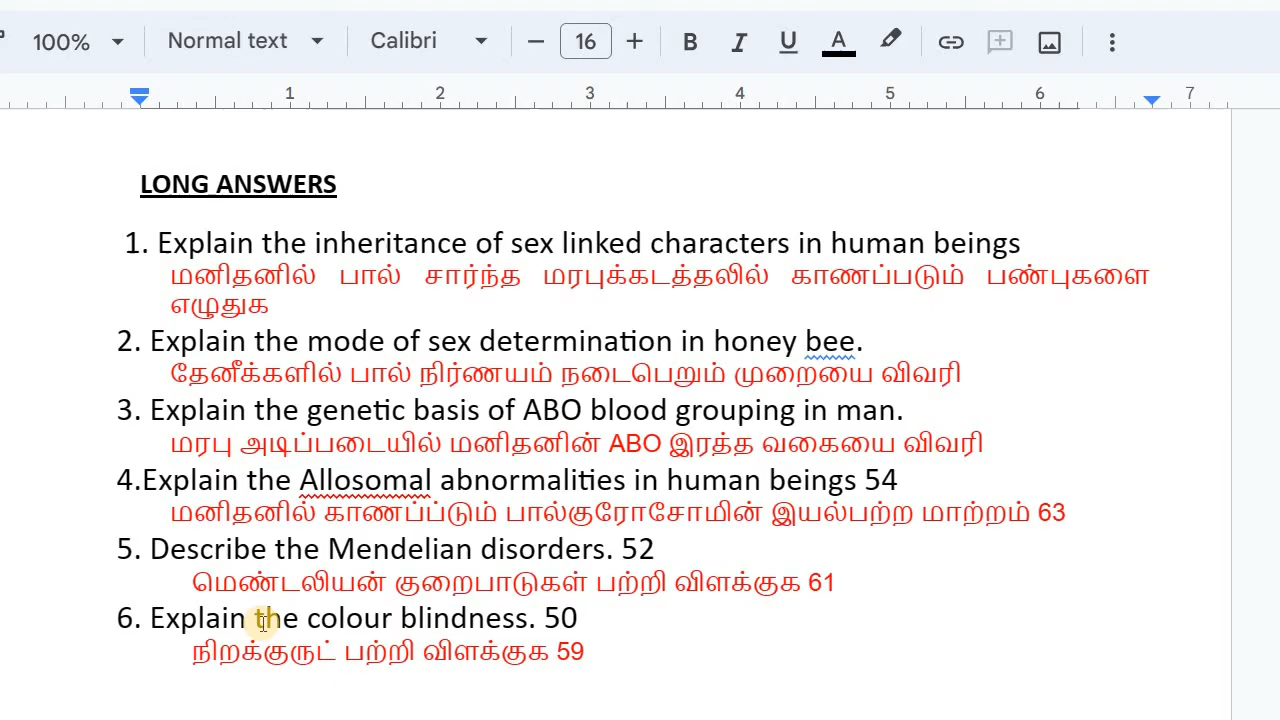 100% Normal text Calibri 16 B I U A
1 2 3 4 5 6 7
LONG ANSWERS
1. Explain the inheritance of sex linked characters in human beings
மனிதனில் பால் சார்ந்த மரபுக்கடத்தலில் காணப்படும் பண்புகளை
எழுதுக
2. Explain the mode of sex determination in honey bee.
தேனீக்களில் பால் நிர்ணயம் நடைபெறும் முறையை விவரி
3. Explain the genetic basis of ABO blood grouping in man.
மரபு அடிப்படையில் மனிதனின் ABO இரத்த வகையை விவரி
4.Explain the Allosomal abnormalities in human beings 54
மனிதனில் காணப்ப்டும் பால்குரோசோமின் இயல்பற்ற மாற்றம் 63
5. Describe the Mendelian disorders. 52
மெண்டலியன் குறைபாடுகள் பற்றி விளக்குக 61
6. Explain the colour blindness. 50
நிறக்குருட் பற்றி விளக்குக 59